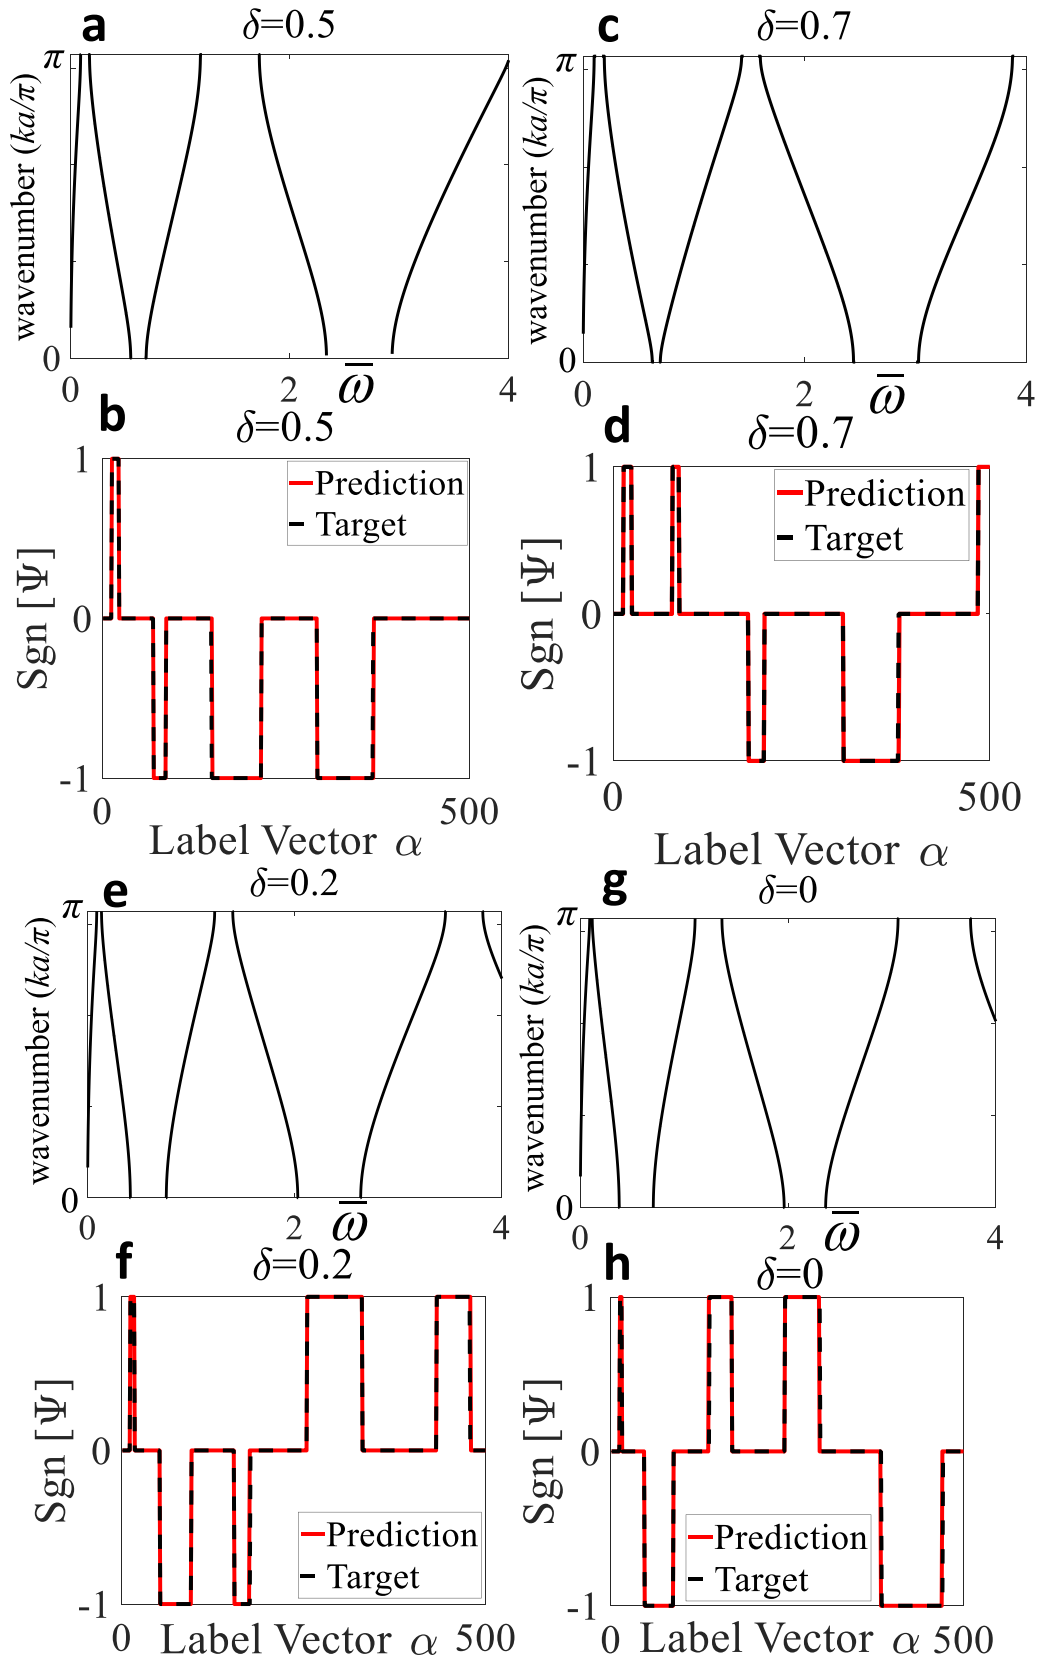 a
δ=0.5
π
wavenumber (ka/π)
0
0
2
ω̅
4
c
δ=0.7
π
wavenumber (ka/π)
0
0
2
ω̅
4
b
δ=0.5
1
0
-1
Sgn [Ψ]
Prediction
Target
0
500
Label Vector α
d
δ=0.7
1
0
-1
Sgn [Ψ]
Prediction
Target
0
500
Label Vector α
e
δ=0.2
π
wavenumber (ka/π)
0
0
2
ω̅
4
g
δ=0
π
wavenumber (ka/π)
0
0
2
ω̅
4
f
δ=0.2
1
0
-1
Sgn [Ψ]
Prediction
Target
0 Label Vector α 500
h
δ=0
1
0
-1
Sgn [Ψ]
Prediction
Target
0 Label Vector α 500